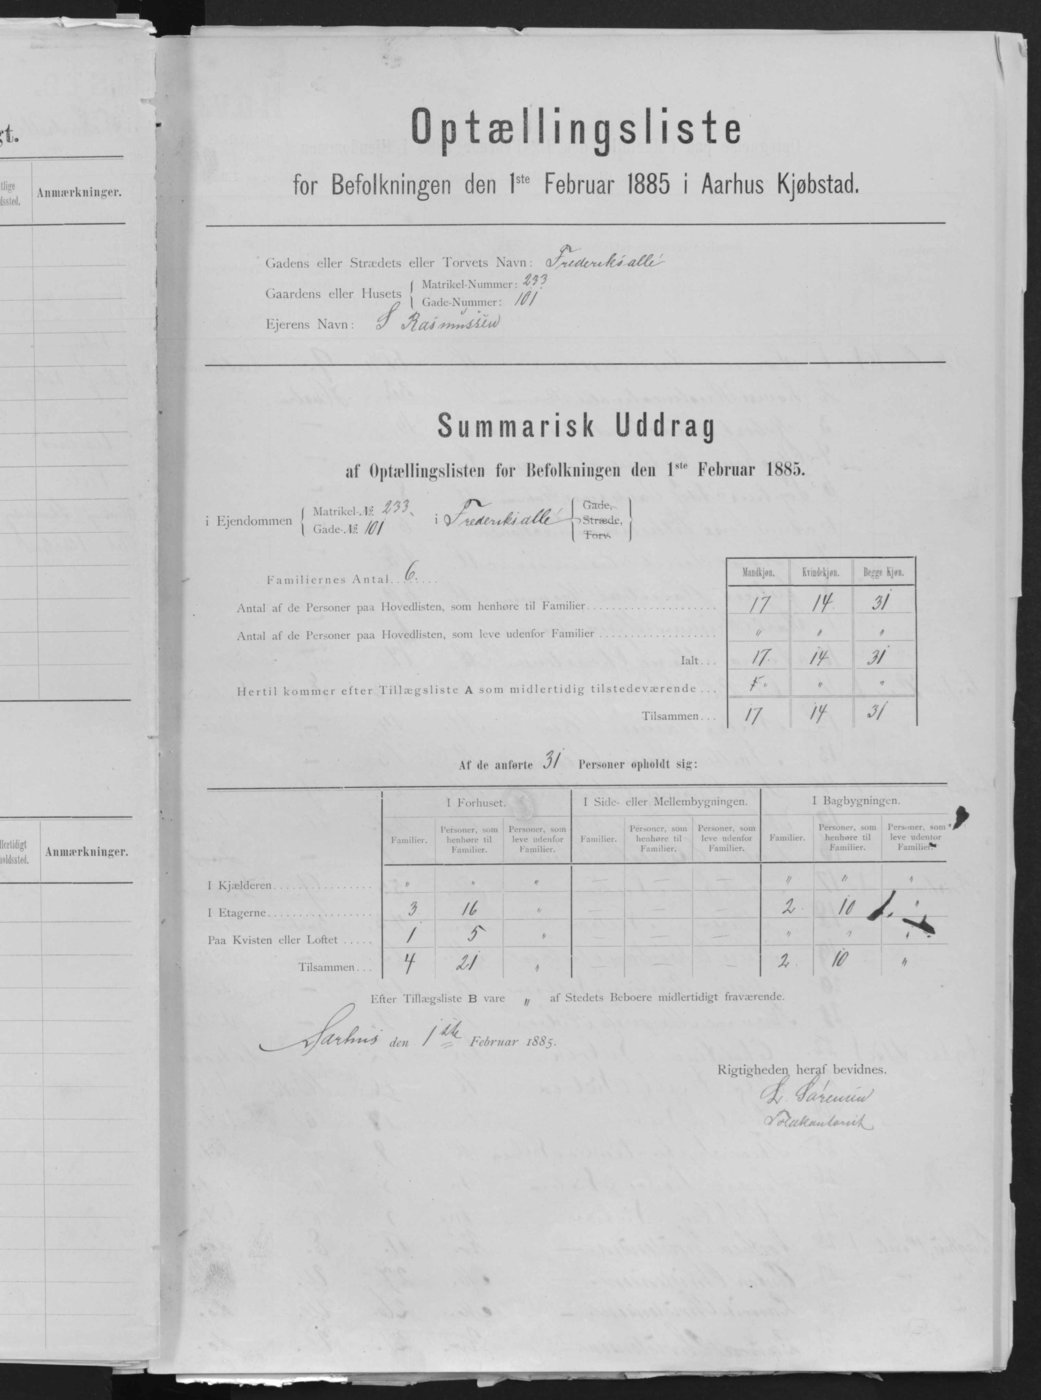 gt.
tlige
dssted.
Anmærkninger.
llertidigt
holdssted.
Anmærkninger.
Optællingsliste
for Befolkningen den 1ste Februar 1885 i Aarhus Kjøbstad.
Gadens eller Strædets eller Torvets Navn: Frederiksallé
Gaardens eller Husets { Matrikel-Nummer: 233
Gade-Nummer: 101
Ejerens Navn: S Rasmussen
Summarisk Uddrag
af Optællingslisten for Befolkningen den 1ste Februar 1885.
i Ejendommen { Matrikel-№ 233. Gade-№ 101 i Frederiksallé { Gade, Stræde, Torv. }
Mandkjøn. Kvindekjøn. Begge Kjøn.
Familiernes Antal . . 6 . . .
Antal af de Personer paa Hovedlisten, som henhøre til Familier . . . 17 14 31
Antal af de Personer paa Hovedlisten, som leve udenfor Familier . . . " " "
Ialt . . . 17 14 31
Hertil kommer efter Tillægsliste A som midlertidig tilstedeværende . . . " "
Tilsammen . . . 17 14 31
Af de anførte 31 Personer opholdt sig:
I Forhuset. I Side- eller Mellembygningen. I Bagbygningen.
Familier. Personer, som henhøre til Familier. Personer, som leve udenfor Familier. Familier. Personer, som henhøre til Familier. Personer, som leve udenfor Familier. Familier. Personer, som henhøre til Familier. Personer, som leve udenfor Familier.
I Kjælderen . . . " " " — — — " " "
I Etagerne . . . 3 16 " — — — 2 10 "
Paa Kvisten eller Loftet . . . 1 5 " — — — " " "
Tilsammen . . . 4 21 " — — — 2 10 "
Efter Tillægsliste B vare " af Stedets Beboere midlertidigt fraværende.
Aarhus den 1ste Februar 1885.
Rigtigheden heraf bevidnes.
L. Sørensen